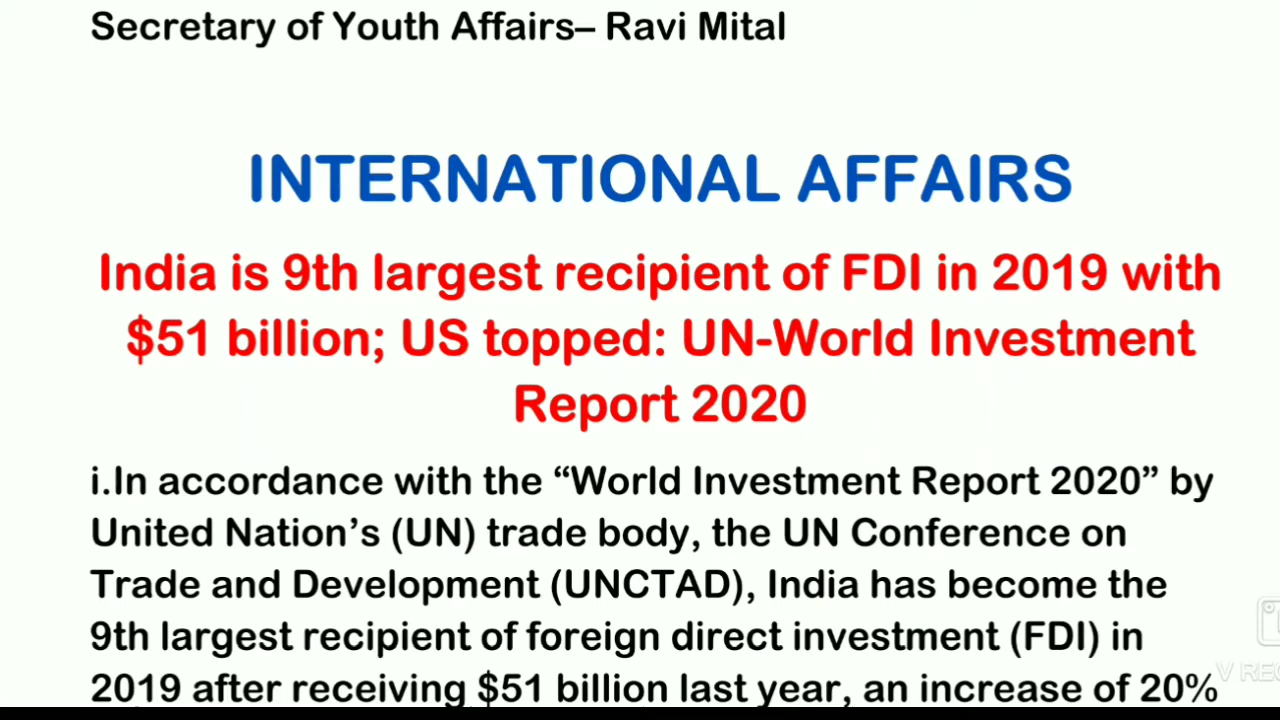 Secretary of Youth Affairs– Ravi Mital
INTERNATIONAL AFFAIRS
India is 9th largest recipient of FDI in 2019 with
$51 billion; US topped: UN-World Investment
Report 2020
i.In accordance with the “World Investment Report 2020” by
United Nation’s (UN) trade body, the UN Conference on
Trade and Development (UNCTAD), India has become the
9th largest recipient of foreign direct investment (FDI) in
2019 after receiving $51 billion last year, an increase of 20%